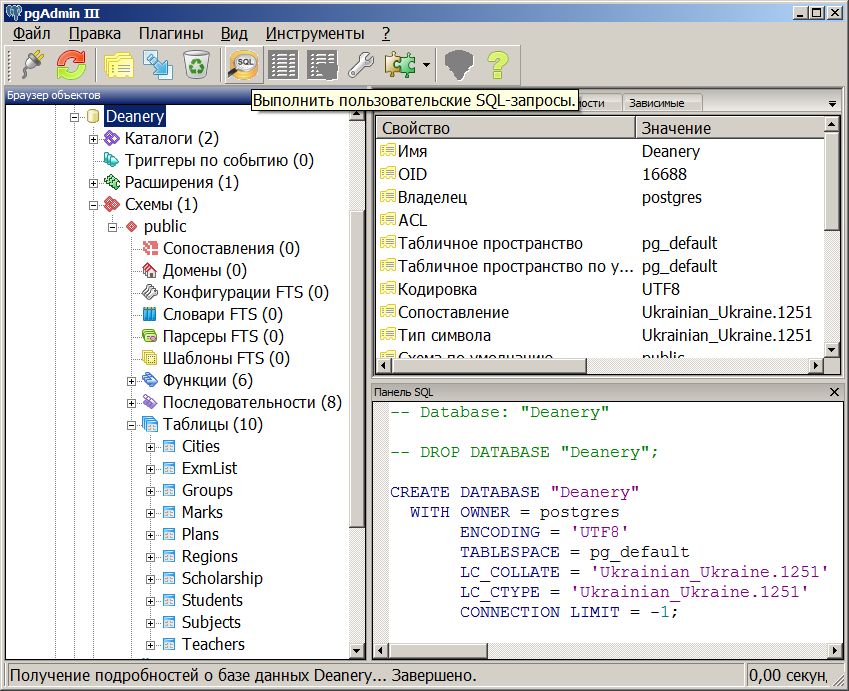 pgAdmin III
Файл Правка Плагины Вид Инструменты ?
SQL
Выполнить пользовательские SQL-запросы.
Браузер объектов
Deanery
Каталоги (2)
Триггеры по событию (0)
Расширения (1)
Схемы (1)
public
Сопоставления (0)
Домены (0)
Конфигурации FTS (0)
Словари FTS (0)
Парсеры FTS (0)
Шаблоны FTS (0)
Функции (6)
Последовательности (8)
Таблицы (10)
Cities
ExmList
Groups
Marks
Plans
Regions
Scholarship
Students
Subjects
Teachers
ности Зависимые
Свойство Значение
Имя Deanery
OID 16688
Владелец postgres
ACL
Табличное пространство pg_default
Табличное пространство по у... pg_default
Кодировка UTF8
Сопоставление Ukrainian_Ukraine.1251
Тип символа Ukrainian_Ukraine.1251
Схема по умолчанию public
Панель SQL
-- Database: "Deanery"
-- DROP DATABASE "Deanery";
CREATE DATABASE "Deanery"
WITH OWNER = postgres
ENCODING = 'UTF8'
TABLESPACE = pg_default
LC_COLLATE = 'Ukrainian_Ukraine.1251'
LC_CTYPE = 'Ukrainian_Ukraine.1251'
CONNECTION LIMIT = -1;
Получение подробностей о базе данных Deanery... Завершено.
0,00 секун,